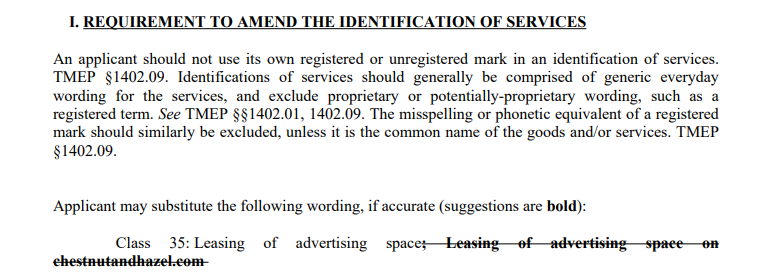 I. REQUIREMENT TO AMEND THE IDENTIFICATION OF SERVICES
An applicant should not use its own registered or unregistered mark in an identification of services.
TMEP §1402.09. Identifications of services should generally be comprised of generic everyday
wording for the services, and exclude proprietary or potentially-proprietary wording, such as a
registered term. See TMEP §§1402.01, 1402.09. The misspelling or phonetic equivalent of a registered
mark should similarly be excluded, unless it is the common name of the goods and/or services. TMEP
§1402.09.
Applicant may substitute the following wording, if accurate (suggestions are bold):
Class 35: Leasing of advertising space; Leasing of advertising space on
chestnutandhazel.com